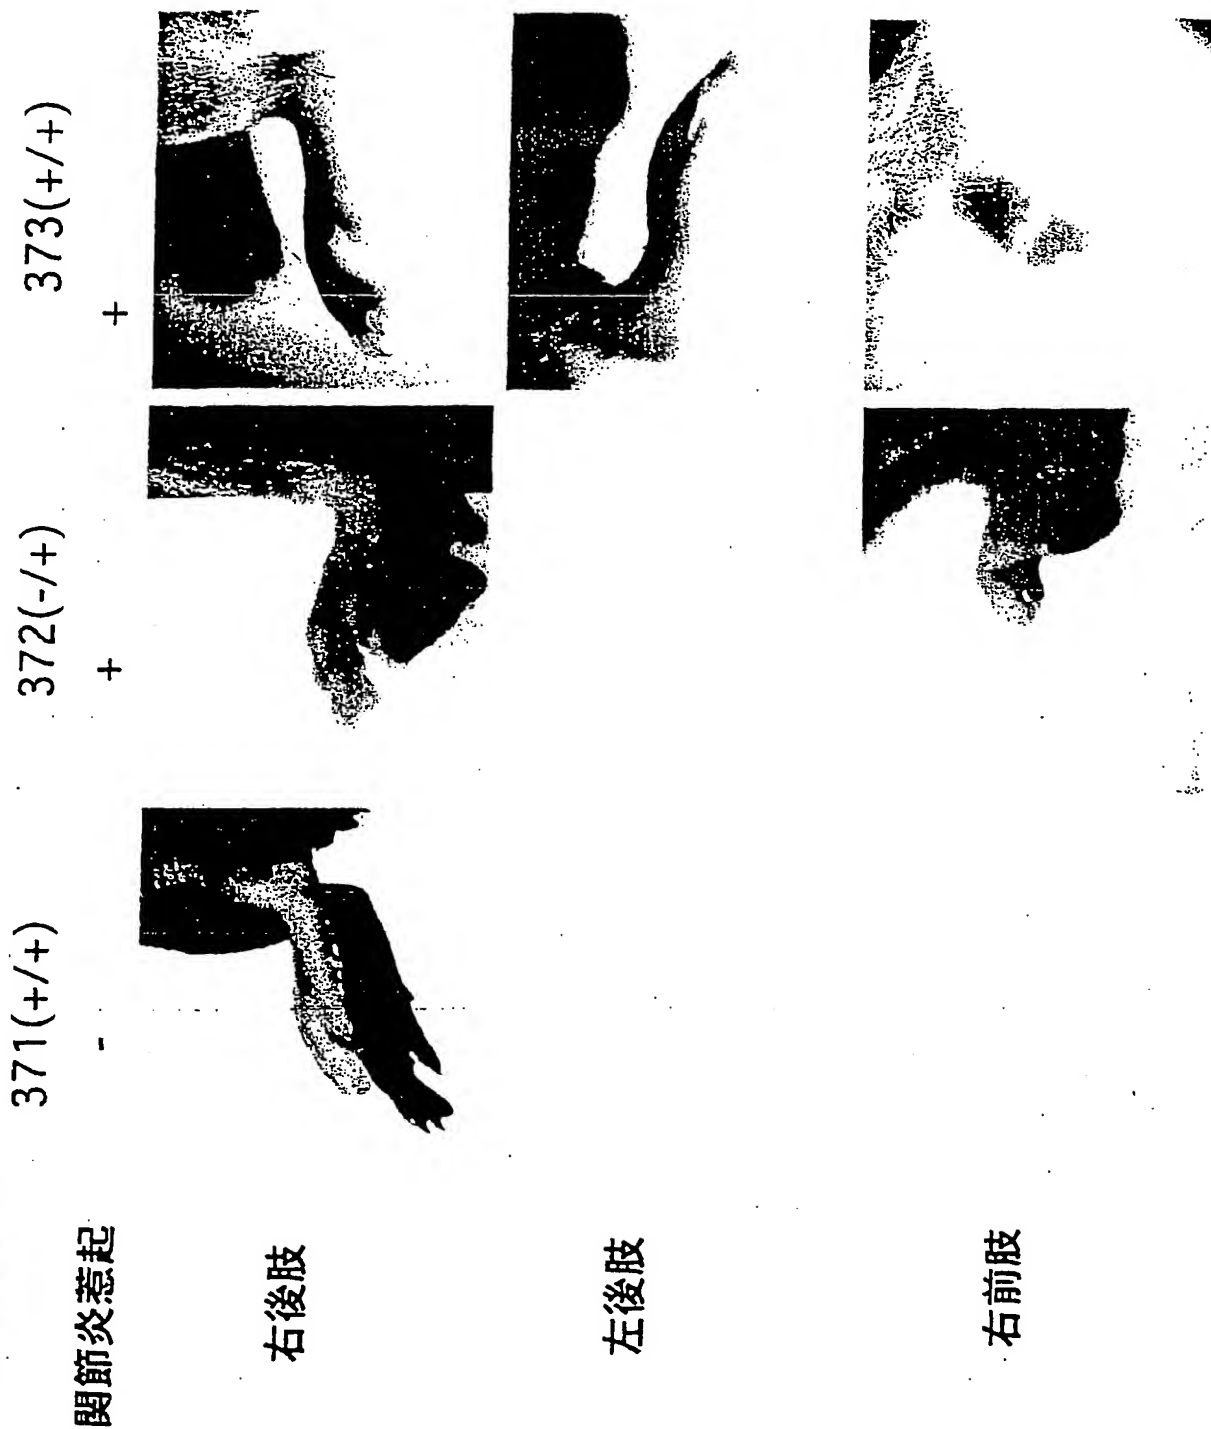 371(+/+) 372(-/+) 373(+/+)
関節炎惹起 - + +
右後肢
左後肢
右前肢